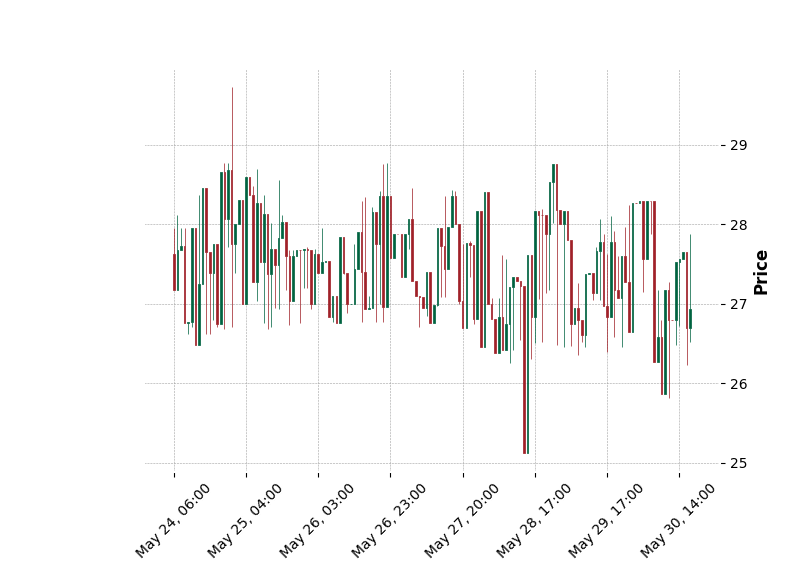 29
28
27
26
25
Price
May 24, 06:00
May 25, 04:00
May 26, 03:00
May 26, 23:00
May 27, 20:00
May 28, 17:00
May 29, 17:00
May 30, 14:00